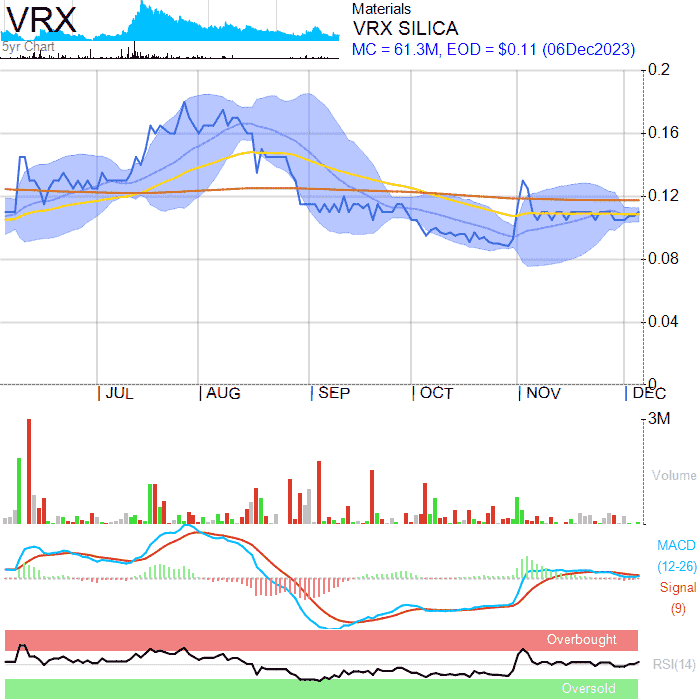 VRX
5yr Chart
Materials
VRX SILICA
MC = 61.3M, EOD = $0.11 (06Dec2023)
0.2
0.16
0.12
0.08
0.04
0
JUL AUG SEP OCT NOV DEC
3M
Volume
MACD
(12-26)
Signal
(9)
Overbought
RSI(14)
Oversold